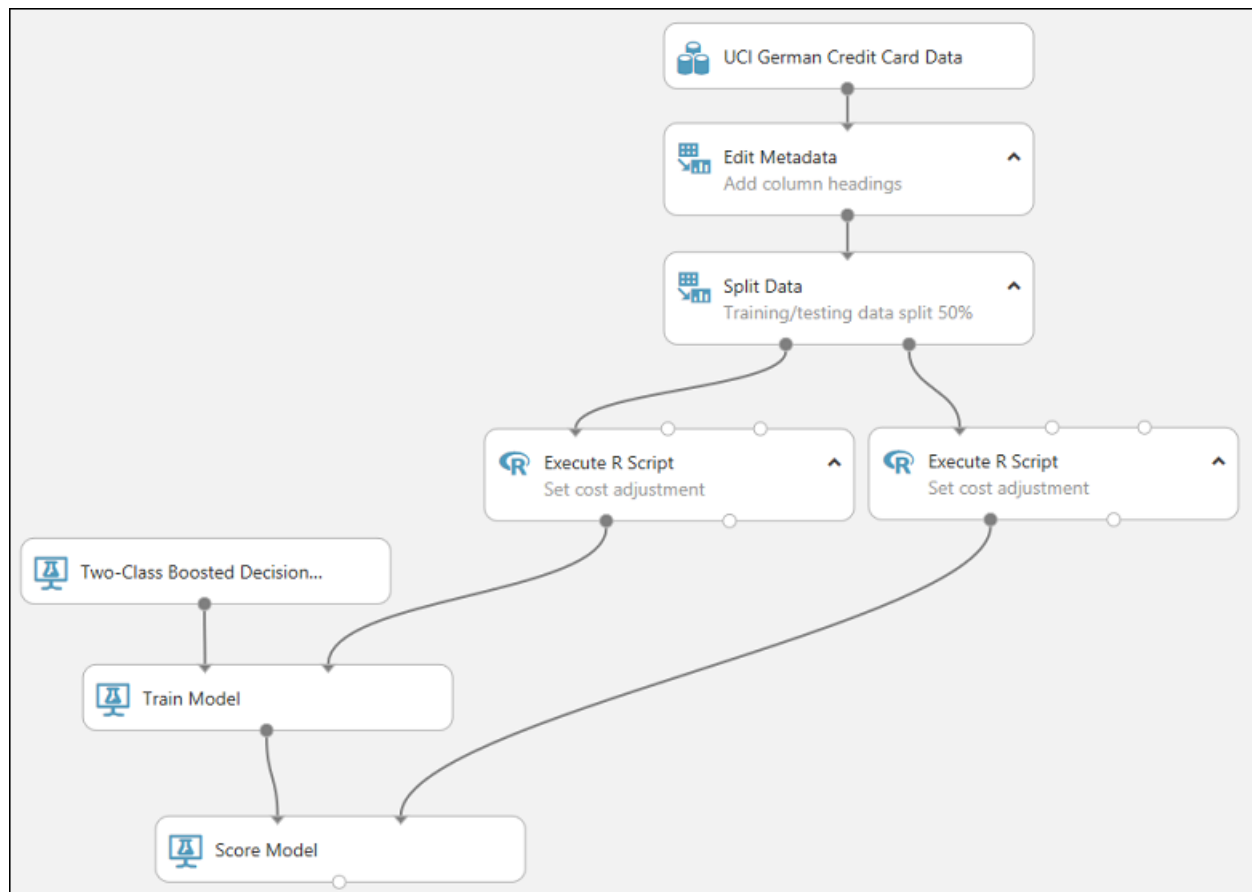 UCI German Credit Card Data
Edit Metadata
Add column headings
Split Data
Training/testing data split 50%
Execute R Script
Set cost adjustment
Execute R Script
Set cost adjustment
Two-Class Boosted Decision...
Train Model
Score Model